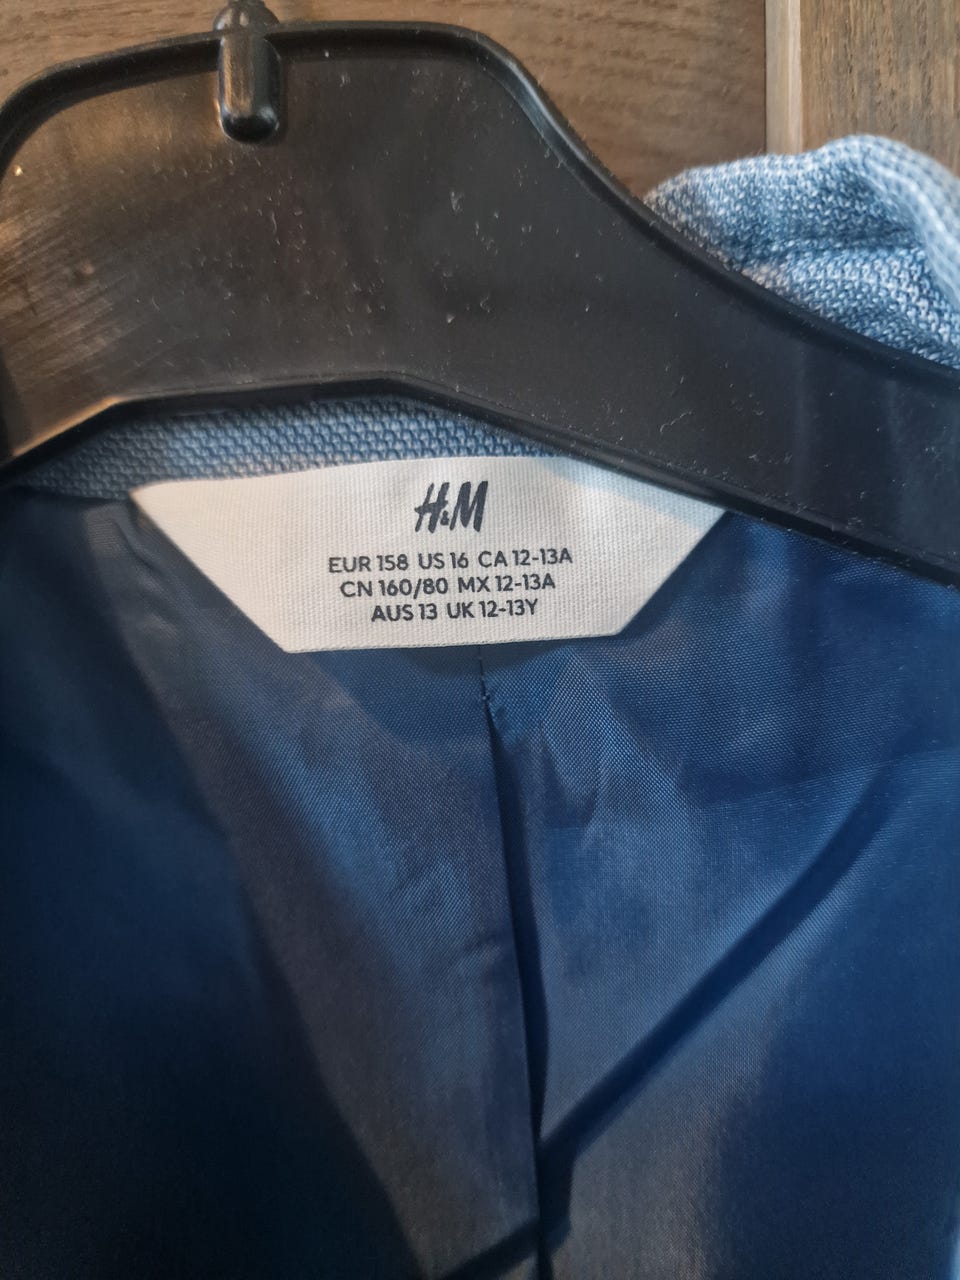 H&M
EUR 158 US 16 CA 12-13A
CN 160/80 MX 12-13A
AUS 13 UK 12-13Y